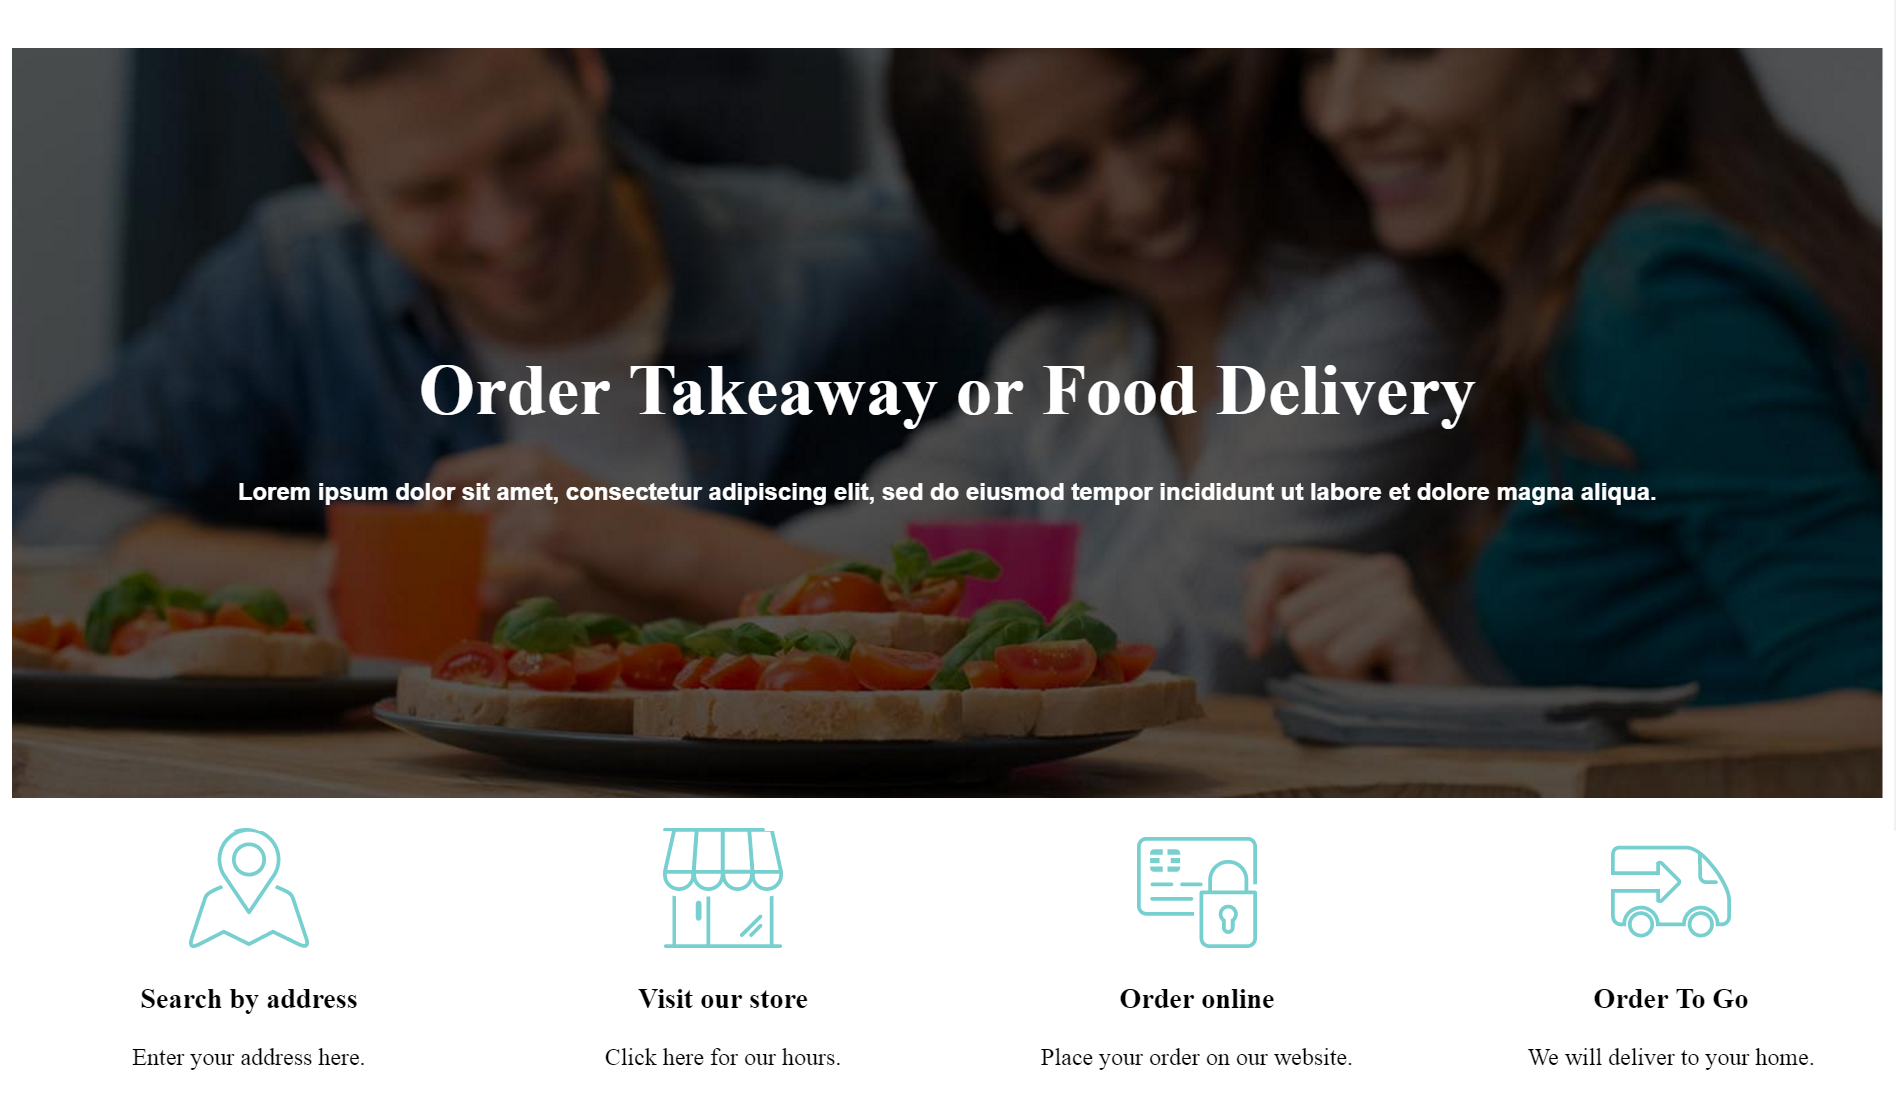 Order Takeaway or Food Delivery
Lorem ipsum dolor sit amet, consectetur adipiscing elit, sed do eiusmod tempor incididunt ut labore et dolore magna aliqua.
Search by address
Enter your address here.
Visit our store
Click here for our hours.
Order online
Place your order on our website.
Order To Go
We will deliver to your home.